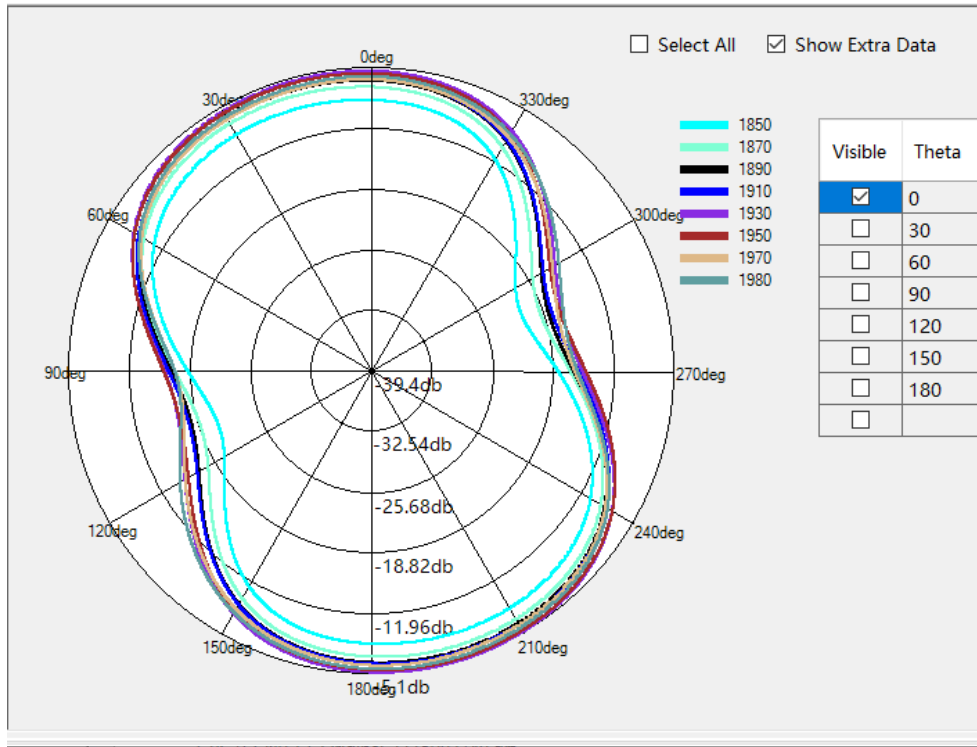 Select All
Show Extra Data
0deg
30deg
330deg
60deg
300deg
90deg
270deg
120deg
240deg
150deg
210deg
180deg
-39.4db
-32.54db
-25.68db
-18.82db
-11.96db
-5.1db
1850
1870
1890
1910
1930
1950
1970
1980
Visible Theta
0
30
60
90
120
150
180